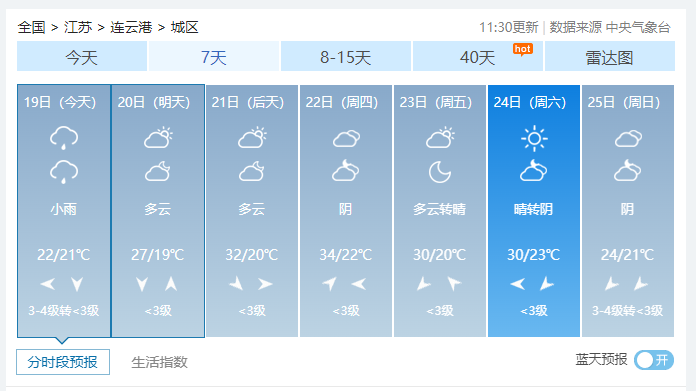 全国 > 江苏 > 连云港 > 城区
11:30更新 | 数据来源 中央气象台
今天 7天 8-15天 40天 hot 雷达图
19日（今天） 20日（明天） 21日（后天） 22日（周四） 23日（周五） 24日（周六） 25日（周日）
小雨 多云 多云 阴 多云转晴 晴转阴 阴
22/21℃ 27/19℃ 32/20℃ 34/22℃ 30/20℃ 30/23℃ 24/21℃
3-4级转<3级 <3级 <3级 <3级 <3级 <3级 3-4级转<3级
分时段预报 生活指数 蓝天预报 开